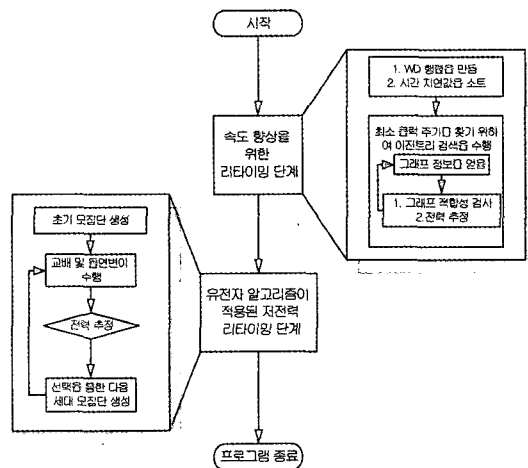 시작
1. WD 행렬을 만듬
2. 시간 지연값을 소트
속도 향상을
위한
리타이밍 단계
최소 클락 주기를 찾기 위하
여 이진트리 검색을 수행
그래프 정보를 얻음
1. 그래프 적합성 검사
2.전력 추정
초기 모집단 생성
교배 및 돌연변이
수행
전력 추정
선택을 통한 다음
세대 모집단 생성
유전자 알고리즘이
적용된 저전력
리타이밍 단계
프로그램 종료